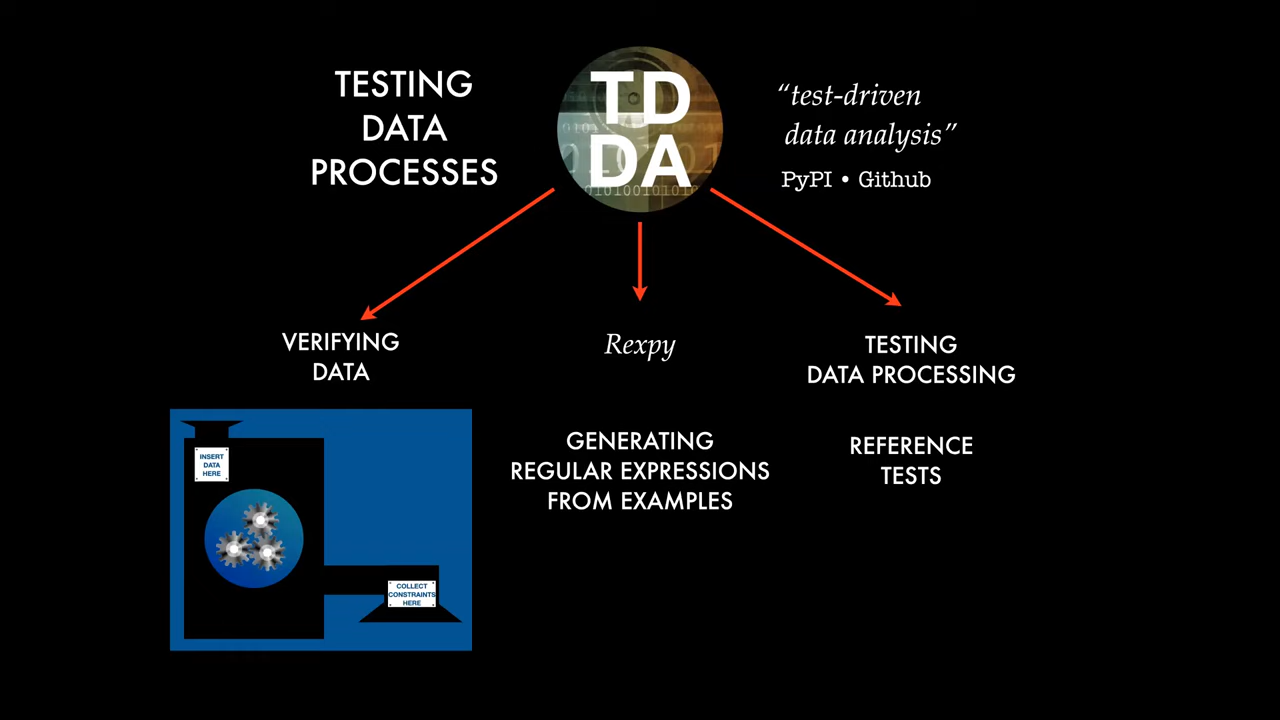 TESTING
DATA
PROCESSES
TD
DA
“test-driven
data analysis”
PyPI • Github
VERIFYING
DATA
Rexpy
TESTING
DATA PROCESSING
GENERATING
REGULAR EXPRESSIONS
FROM EXAMPLES
REFERENCE
TESTS
INSERT
DATA
HERE
COLLECT
CONSTRAINTS
HERE